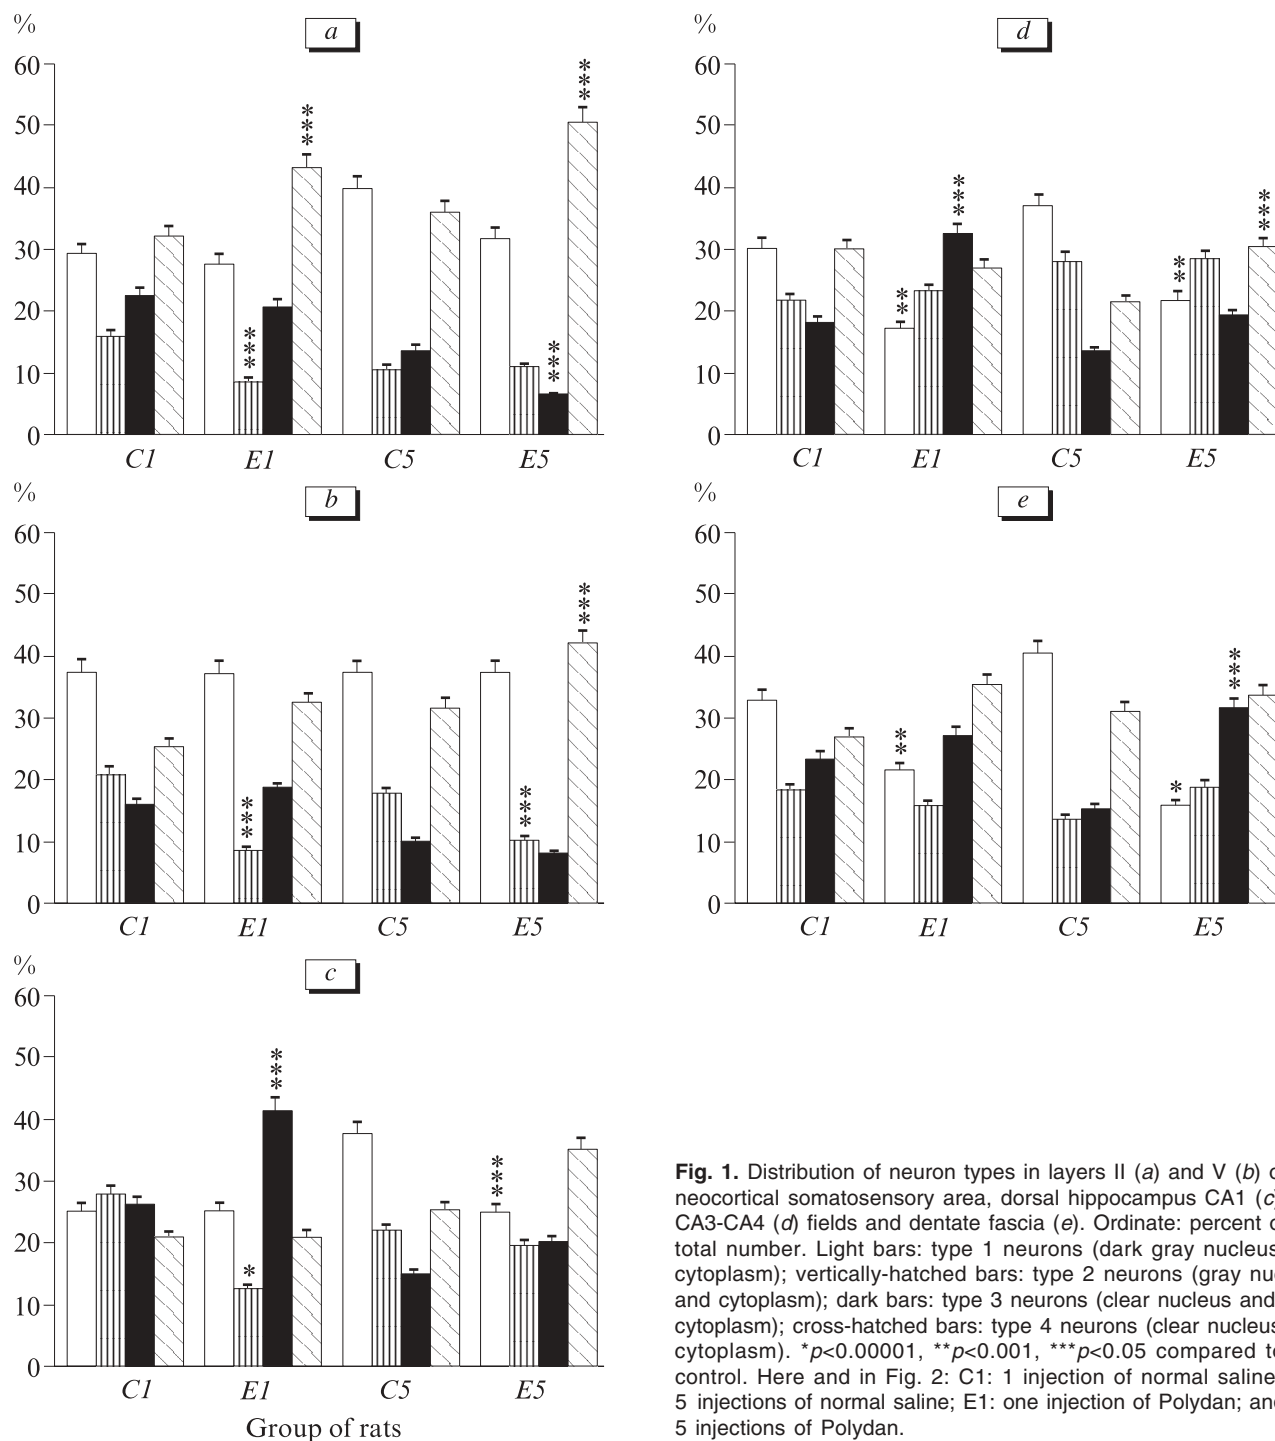 %
a
60
50
40
30
20
10
0
***
***
***
***
C1 E1 C5 E5
%
b
60
50
40
30
20
10
0
***
***
***
C1 E1 C5 E5
%
c
60
50
40
30
20
10
0
*
***
***
C1 E1 C5 E5
Group of rats
%
d
60
50
40
30
20
10
0
**
***
**
***
C1 E1 C5 E5
%
e
60
50
40
30
20
10
0
**
*
***
C1 E1 C5 E5
Fig. 1. Distribution of neuron types in layers II (a) and V (b) o
neocortical somatosensory area, dorsal hippocampus CA1 (c
CA3-CA4 (d) fields and dentate fascia (e). Ordinate: percent o
total number. Light bars: type 1 neurons (dark gray nucleus
cytoplasm); vertically-hatched bars: type 2 neurons (gray nuc
and cytoplasm); dark bars: type 3 neurons (clear nucleus and
cytoplasm); cross-hatched bars: type 4 neurons (clear nucleus
cytoplasm). *p<0.00001, **p<0.001, ***p<0.05 compared to
control. Here and in Fig. 2: C1: 1 injection of normal saline
5 injections of normal saline; E1: one injection of Polydan; and
5 injections of Polydan.